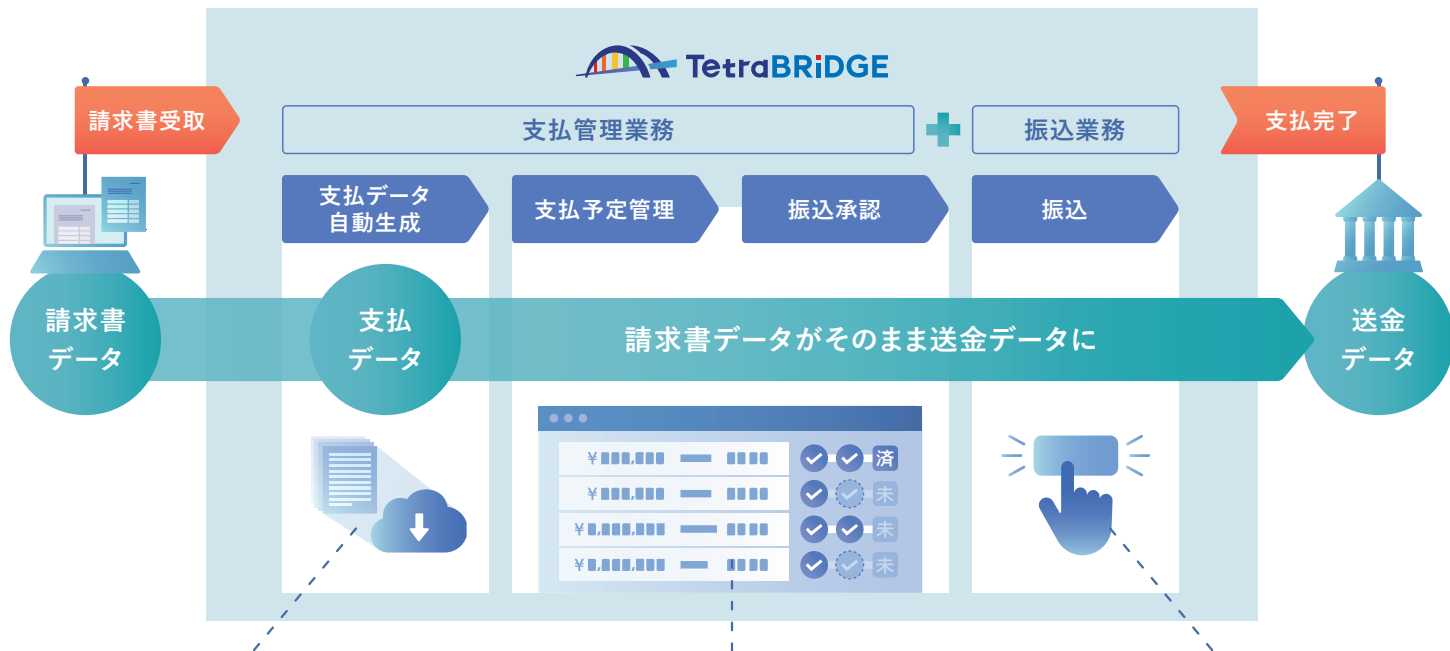 TetraBRiDGE
請求書受取
支払管理業務
振込業務
支払完了
支払データ
自動生成
支払予定管理
振込承認
振込
請求書
データ
支払
データ
請求書データがそのまま送金データに
送金
データ
¥
済
¥
未
¥
未
¥
未